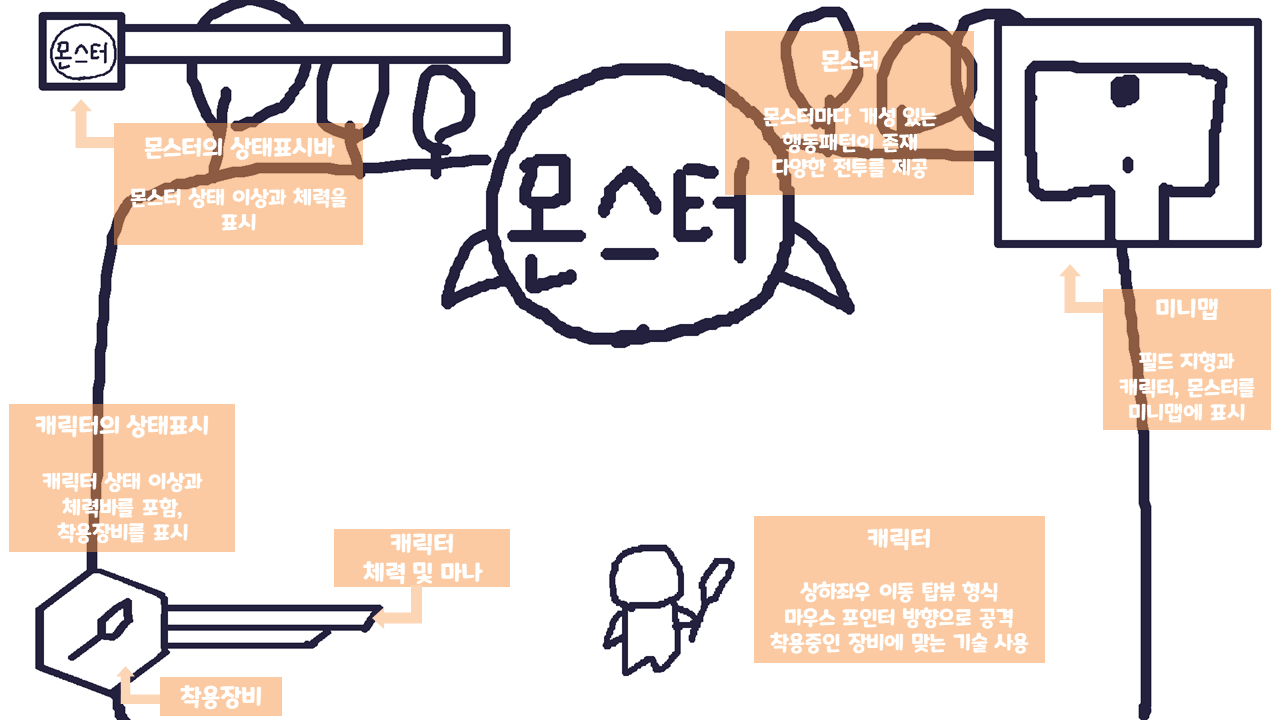 몬스터
몬스터의 상태표시바
몬스터 상태 이상과 체력을
표시
몬스터
몬스터
몬스터마다 개성 있는
행동패턴이 존재
다양한 전투를 제공
미니맵
필드 지형과
캐릭터, 몬스터를
미니맵에 표시
캐릭터의 상태표시
캐릭터 상태 이상과
체력바를 포함,
착용장비를 표시
캐릭터
체력 및 마나
착용장비
캐릭터
상하좌우 이동 탑뷰 형식
마우스 포인터 방향으로 공격
착용중인 장비에 맞는 기술 사용